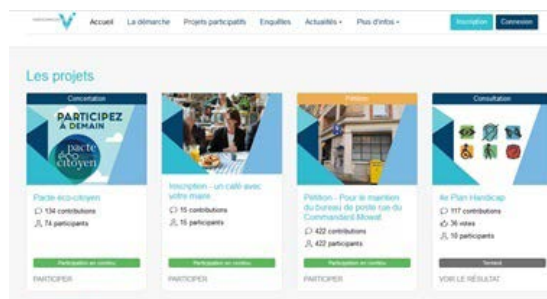 Accueil La démarche Projets participatifs Enquêtes Actualités Plus d'infos Inscription Connexion
Les projets
Concertation
PARTICIPEZ
À DEMAIN
pacte
éco
citoyen
Pacte éco-citoyen
134 contributions
74 participants
Participation en continu
PARTICIPER
Inscription - un café avec
votre maire
15 contributions
15 participants
Participation en continu
PARTICIPER
Pétition
Pétition - Pour le maintien
du bureau de poste rue du
Commandant Mowat
422 contributions
422 participants
Participation en continu
PARTICIPER
Consultation
4e Plan Handicap
117 contributions
36 votes
10 participants
Terminé
VOIR LE RÉSULTAT